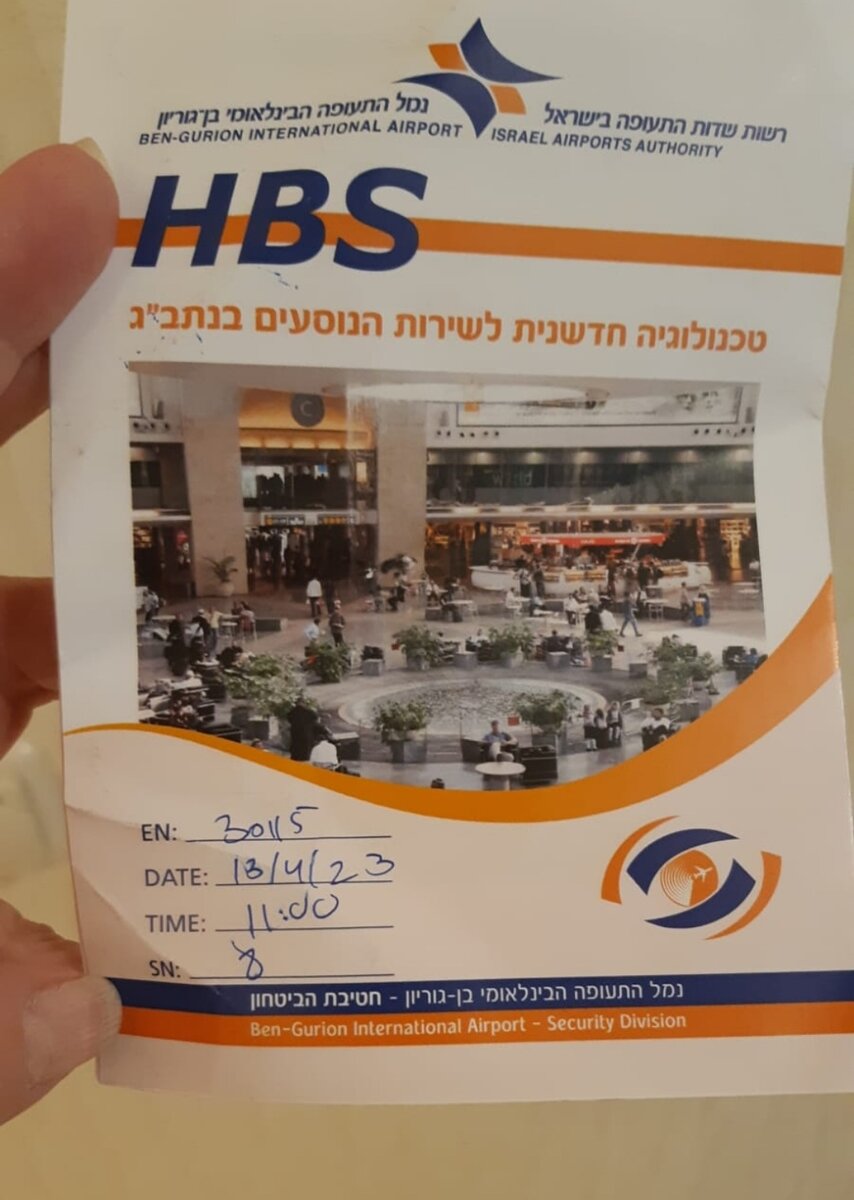 נמל התעופה הבינלאומי בן-גוריון
BEN-GURION INTERNATIONAL AIRPORT
רשות שדות התעופה בישראל
ISRAEL AIRPORTS AUTHORITY
HBS
טכנולוגיה חדשנית לשירות הנוסעים בנתב"ג
C
EN: 30115
DATE: 13/4/23
TIME: 11:00
SN: 8
נמל התעופה הבינלאומי בן-גוריון - חטיבת הביטחון
Ben-Gurion International Airport – Security Division